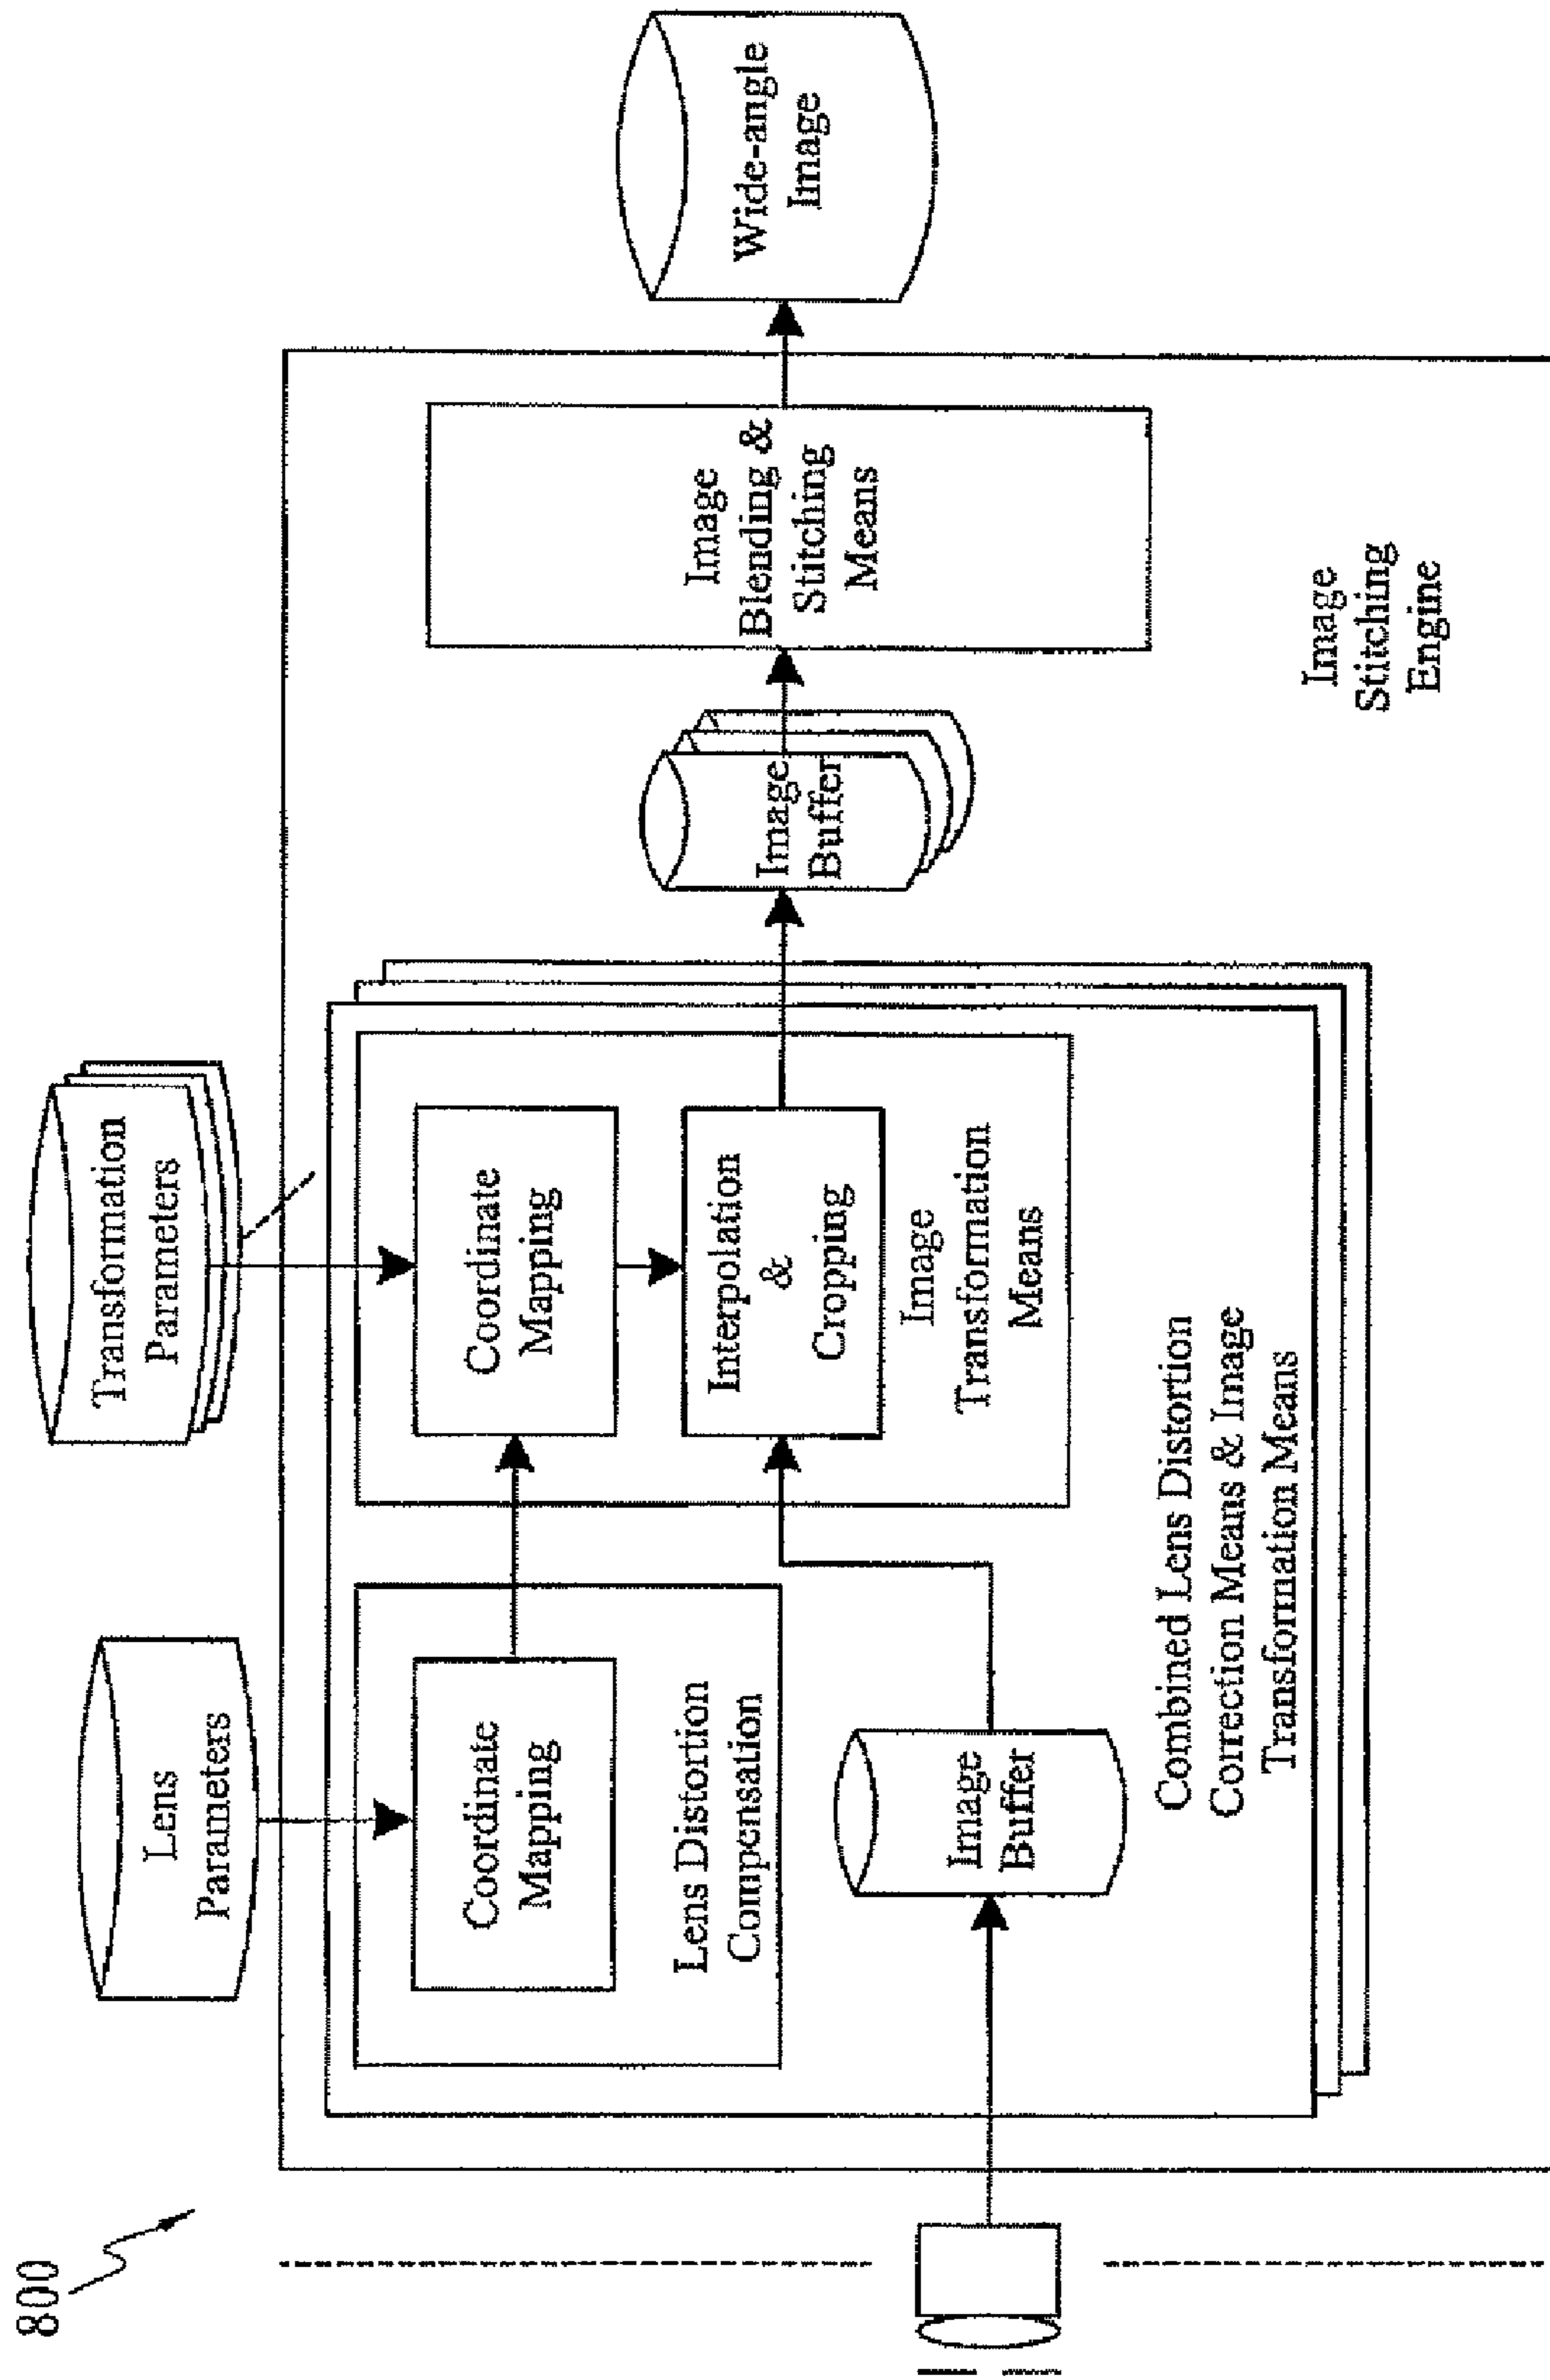 800
Lens
Parameters
Transformation
Parameters
Coordinate
Mapping
Lens Distortion
Compensation
Coordinate
Mapping
Interpolation
&
Cropping
Image
Transformation
Means
Image
Buffer
Combined Lens Distortion
Correction Means & Image
Transformation Means
Image
Buffer
Image
Blending &
Stitching
Means
Image
Stitching
Engine
Wide-angle
Image